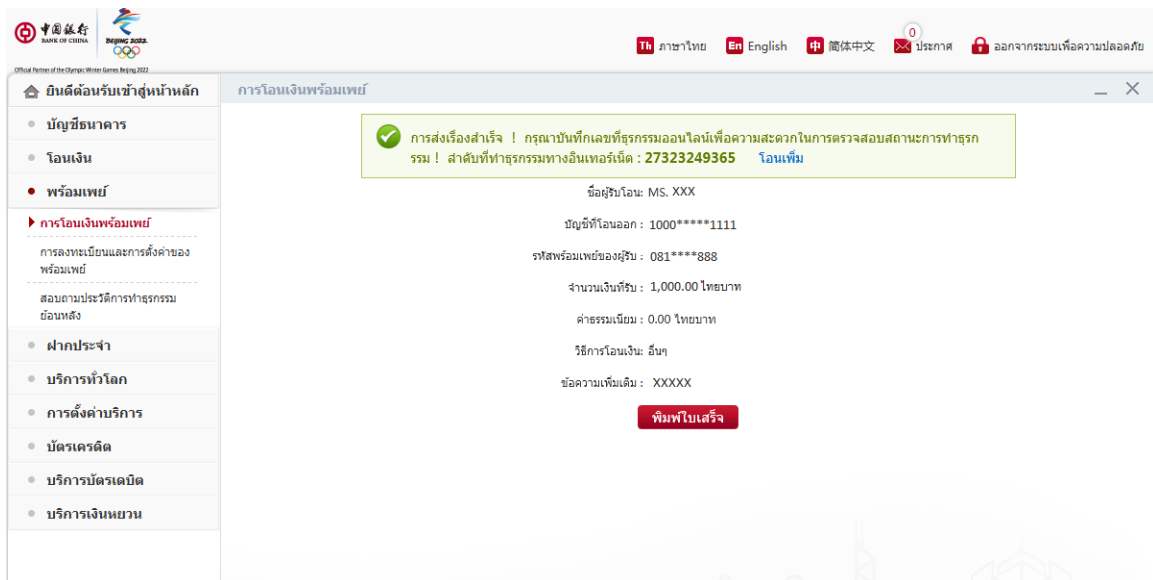 中国银行
BANK OF CHINA
BEIJING 2022
Official Partner of the Olympic Winter Games Beijing 2022
Th ภาษาไทย En English 中 简体中文 0 ประกาศ ออกจากระบบเพื่อความปลอดภัย
ยินดีต้อนรับเข้าสู่หน้าหลัก
บัญชีธนาคาร
โอนเงิน
พร้อมเพย์
การโอนเงินพร้อมเพย์
การลงทะเบียนและการตั้งค่าของ
พร้อมเพย์
สอบถามประวัติการทำธุรกรรม
ย้อนหลัง
ฝากประจำ
บริการทั่วโลก
การตั้งค่าบริการ
บัตรเครดิต
บริการบัตรเดบิต
บริการเงินหยวน
การโอนเงินพร้อมเพย์
การส่งเรื่องสำเร็จ ! กรุณาบันทึกเลขที่ธุรกรรมออนไลน์เพื่อความสะดวกในการตรวจสอบสถานะการทำธุรก
รรม ! ลำดับที่ทำธุรกรรมทางอินเทอร์เน็ต : 27323249365 โอนเพิ่ม
ชื่อผู้รับโอน: MS. XXX
บัญชีที่โอนออก : 1000*****1111
รหัสพร้อมเพย์ของผู้รับ : 081****888
จำนวนเงินที่รับ : 1,000.00 ไทยบาท
ค่าธรรมเนียม : 0.00 ไทยบาท
วิธีการโอนเงิน: อื่นๆ
ข้อความเพิ่มเติม : XXXXX
พิมพ์ใบเสร็จ